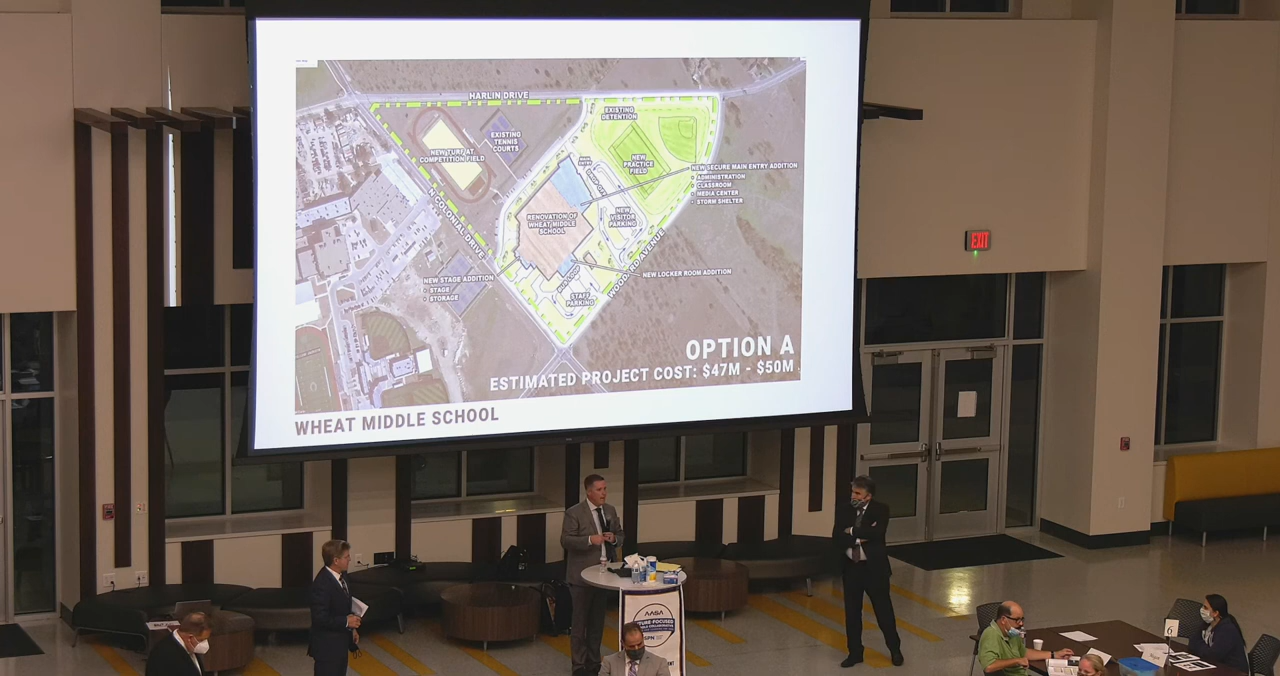 HARLIN DRIVE
EXISTING
DETENTION
NEW TURF AT
COMPETITION FIELD
EXISTING
TENNIS
COURTS
NEW
PRACTICE
FIELD
NEW SECURE MAIN ENTRY ADDITION
• ADMINISTRATION
• CLASSROOM
• MEDIA CENTER
• STORM SHELTER
N COLONIAL DRIVE
RENOVATION OF
WHEAT MIDDLE
SCHOOL
NEW
VISITOR
PARKING
NEW STAGE ADDITION
• STAGE
• STORAGE
NEW LOCKER ROOM ADDITION
STAFF
PARKING
OPTION A
ESTIMATED PROJECT COST: $47M - $50M
WHEAT MIDDLE SCHOOL
EXIT
AASA
6